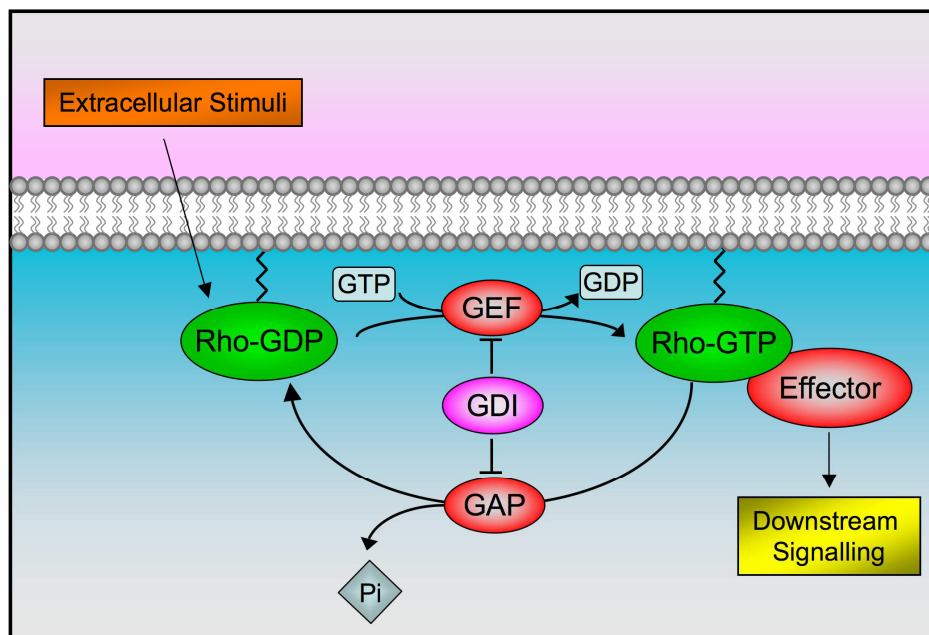 Extracellular Stimuli
GTP
GEF
GDP
Rho-GDP
Rho-GTP
Effector
GDI
GAP
Downstream
Signalling
Pi